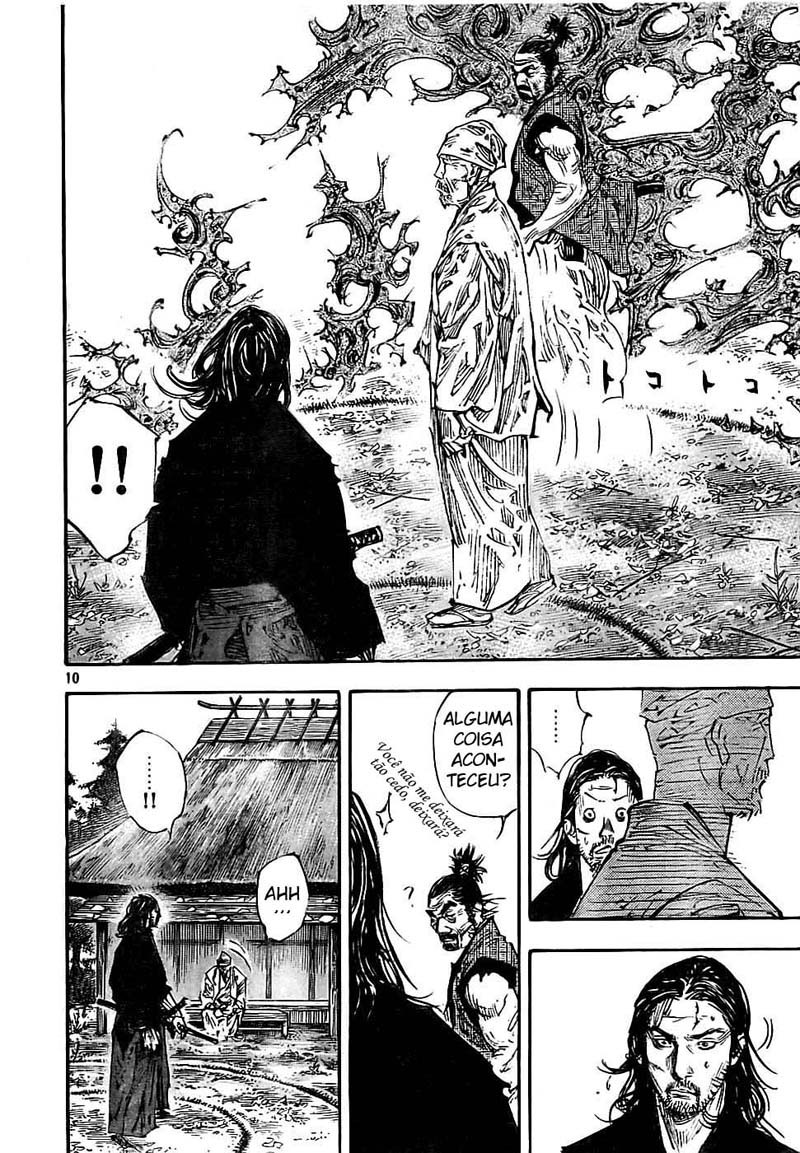 !!
トコトコ
10
.......
ALGUMA
COISA
ACON-
TECEU?
Você não me deixará
tão cedo, deixará?
?
......
!!
AHH
...